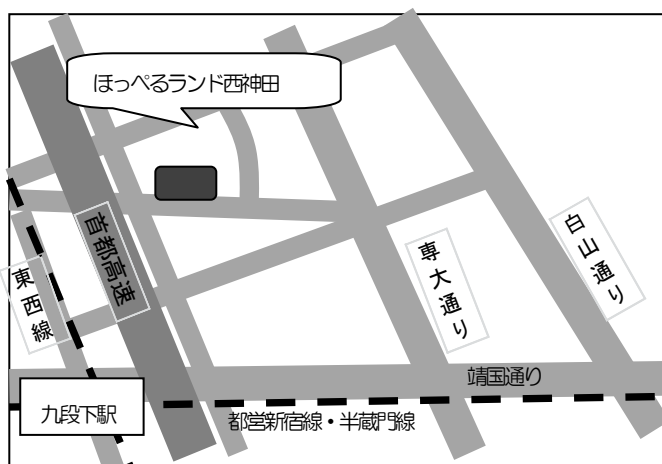 ほっぺるランド西神田
首都高速
東西線
専大通り
白山通り
靖国通り
九段下駅
都営新宿線・半蔵門線